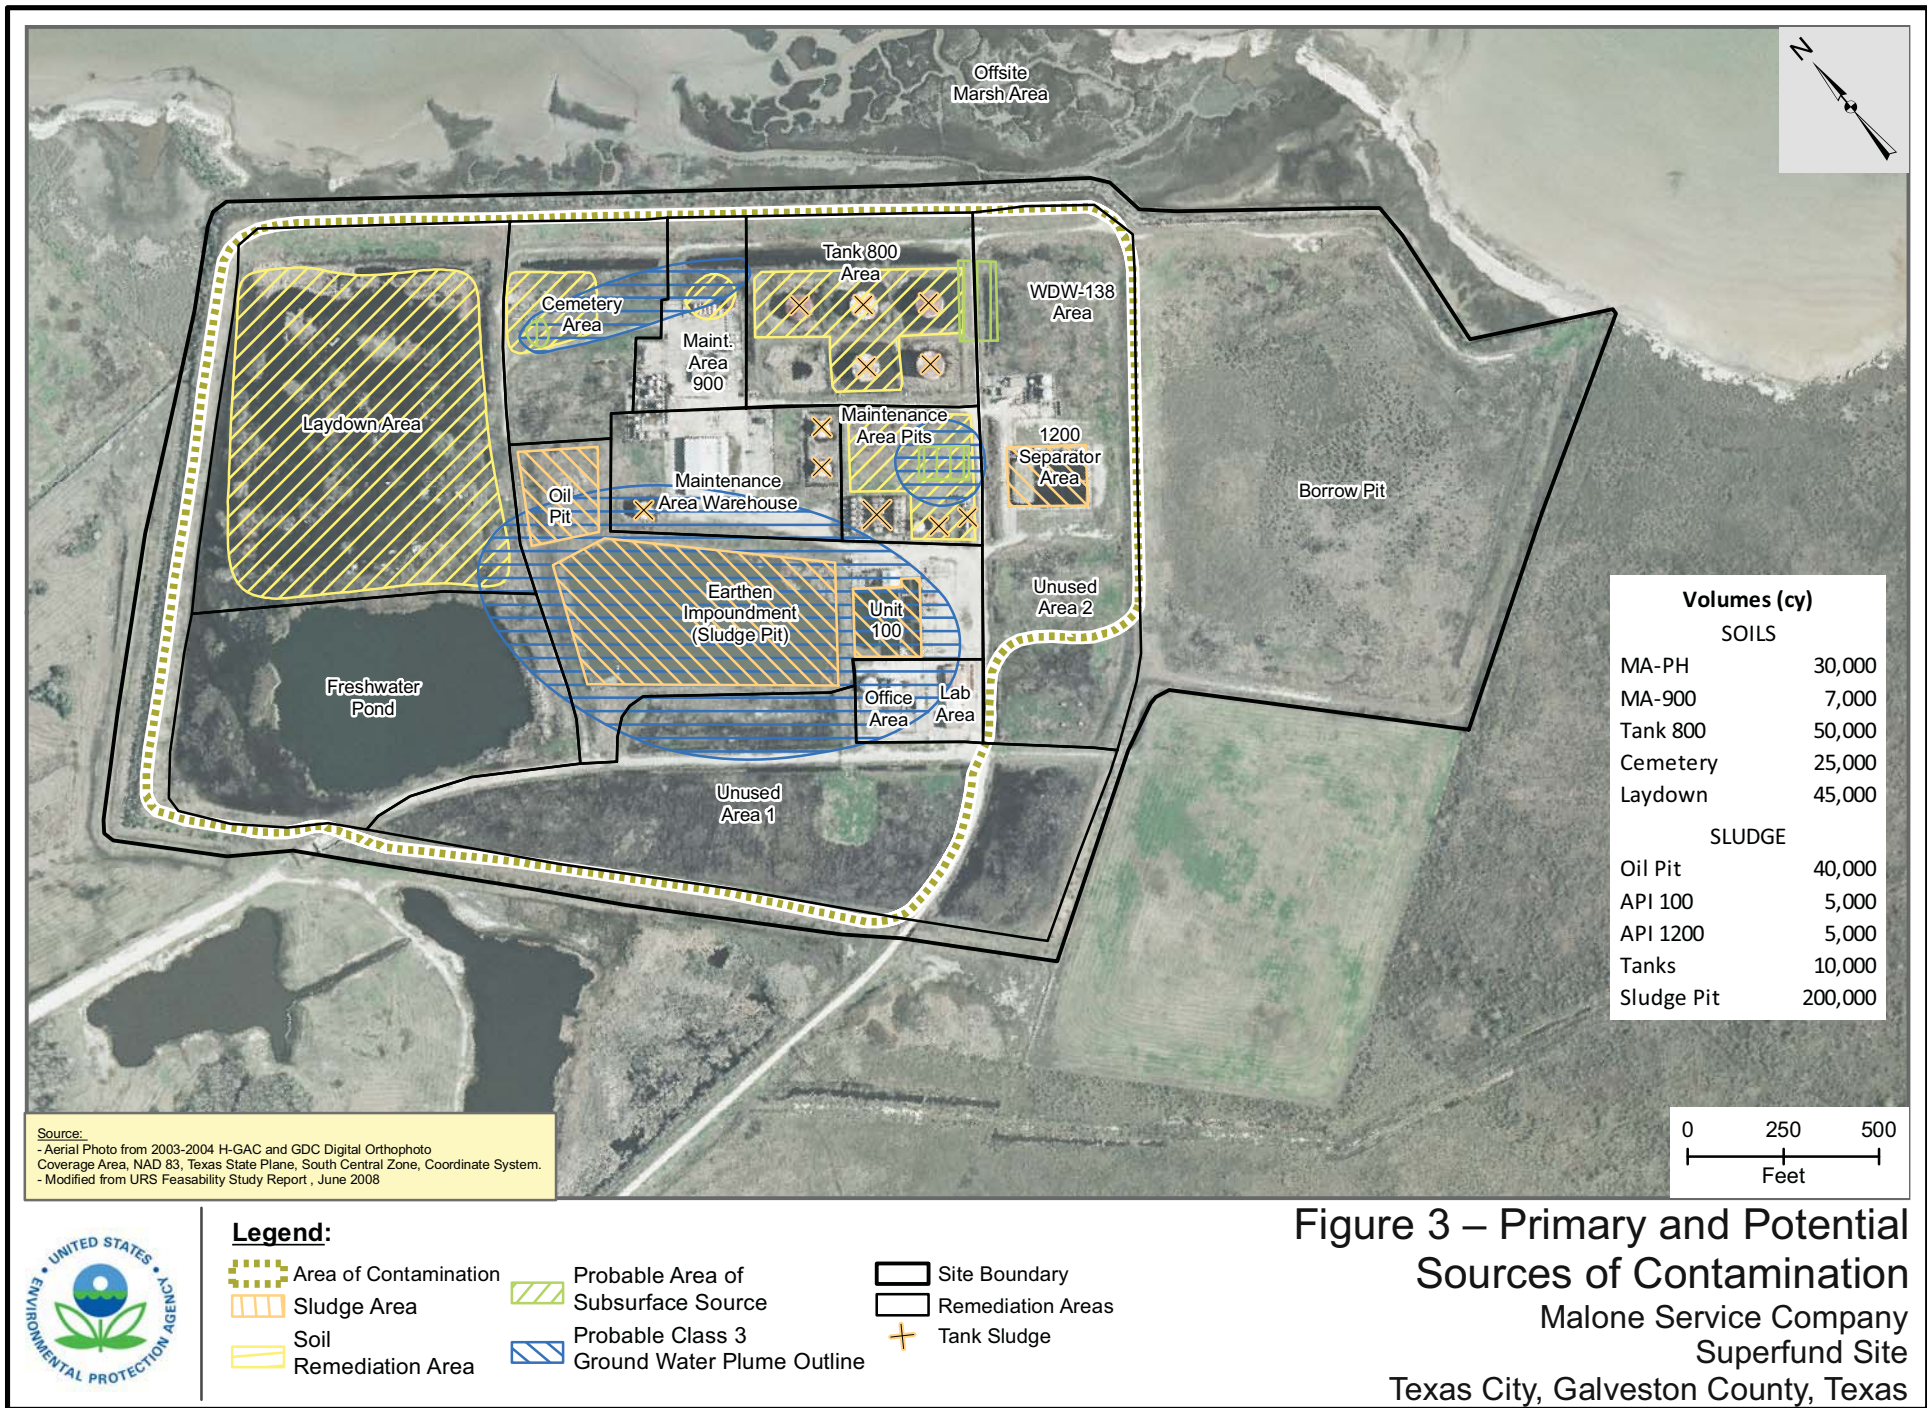 Offsite
Marsh Area
N
Tank 800
Area
Cemetery
Area
WDW-138
Area
Maint.
Area
900
Laydown Area
Maintenance
Area Pits
1200
Separator
Area
Oil
Pit
Maintenance
Area Warehouse
Borrow Pit
Earthen
Impoundment
(Sludge Pit)
Unit
100
Unused
Area 2
Freshwater
Pond
Office
Area
Lab
Area
Unused
Area 1
Volumes (cy)
SOILS
MA-PH 30,000
MA-900 7,000
Tank 800 50,000
Cemetery 25,000
Laydown 45,000
SLUDGE
Oil Pit 40,000
API 100 5,000
API 1200 5,000
Tanks 10,000
Sludge Pit 200,000
0 250 500
Feet
Source:
- Aerial Photo from 2003-2004 H-GAC and GDC Digital Orthophoto
Coverage Area, NAD 83, Texas State Plane, South Central Zone, Coordinate System.
- Modified from URS Feasability Study Report , June 2008
UNITED STATES
ENVIRONMENTAL PROTECTION AGENCY
Legend:
Area of Contamination
Sludge Area
Soil
Remediation Area
Probable Area of
Subsurface Source
Probable Class 3
Ground Water Plume Outline
Site Boundary
Remediation Areas
Tank Sludge
Figure 3 – Primary and Potential
Sources of Contamination
Malone Service Company
Superfund Site
Texas City, Galveston County, Texas